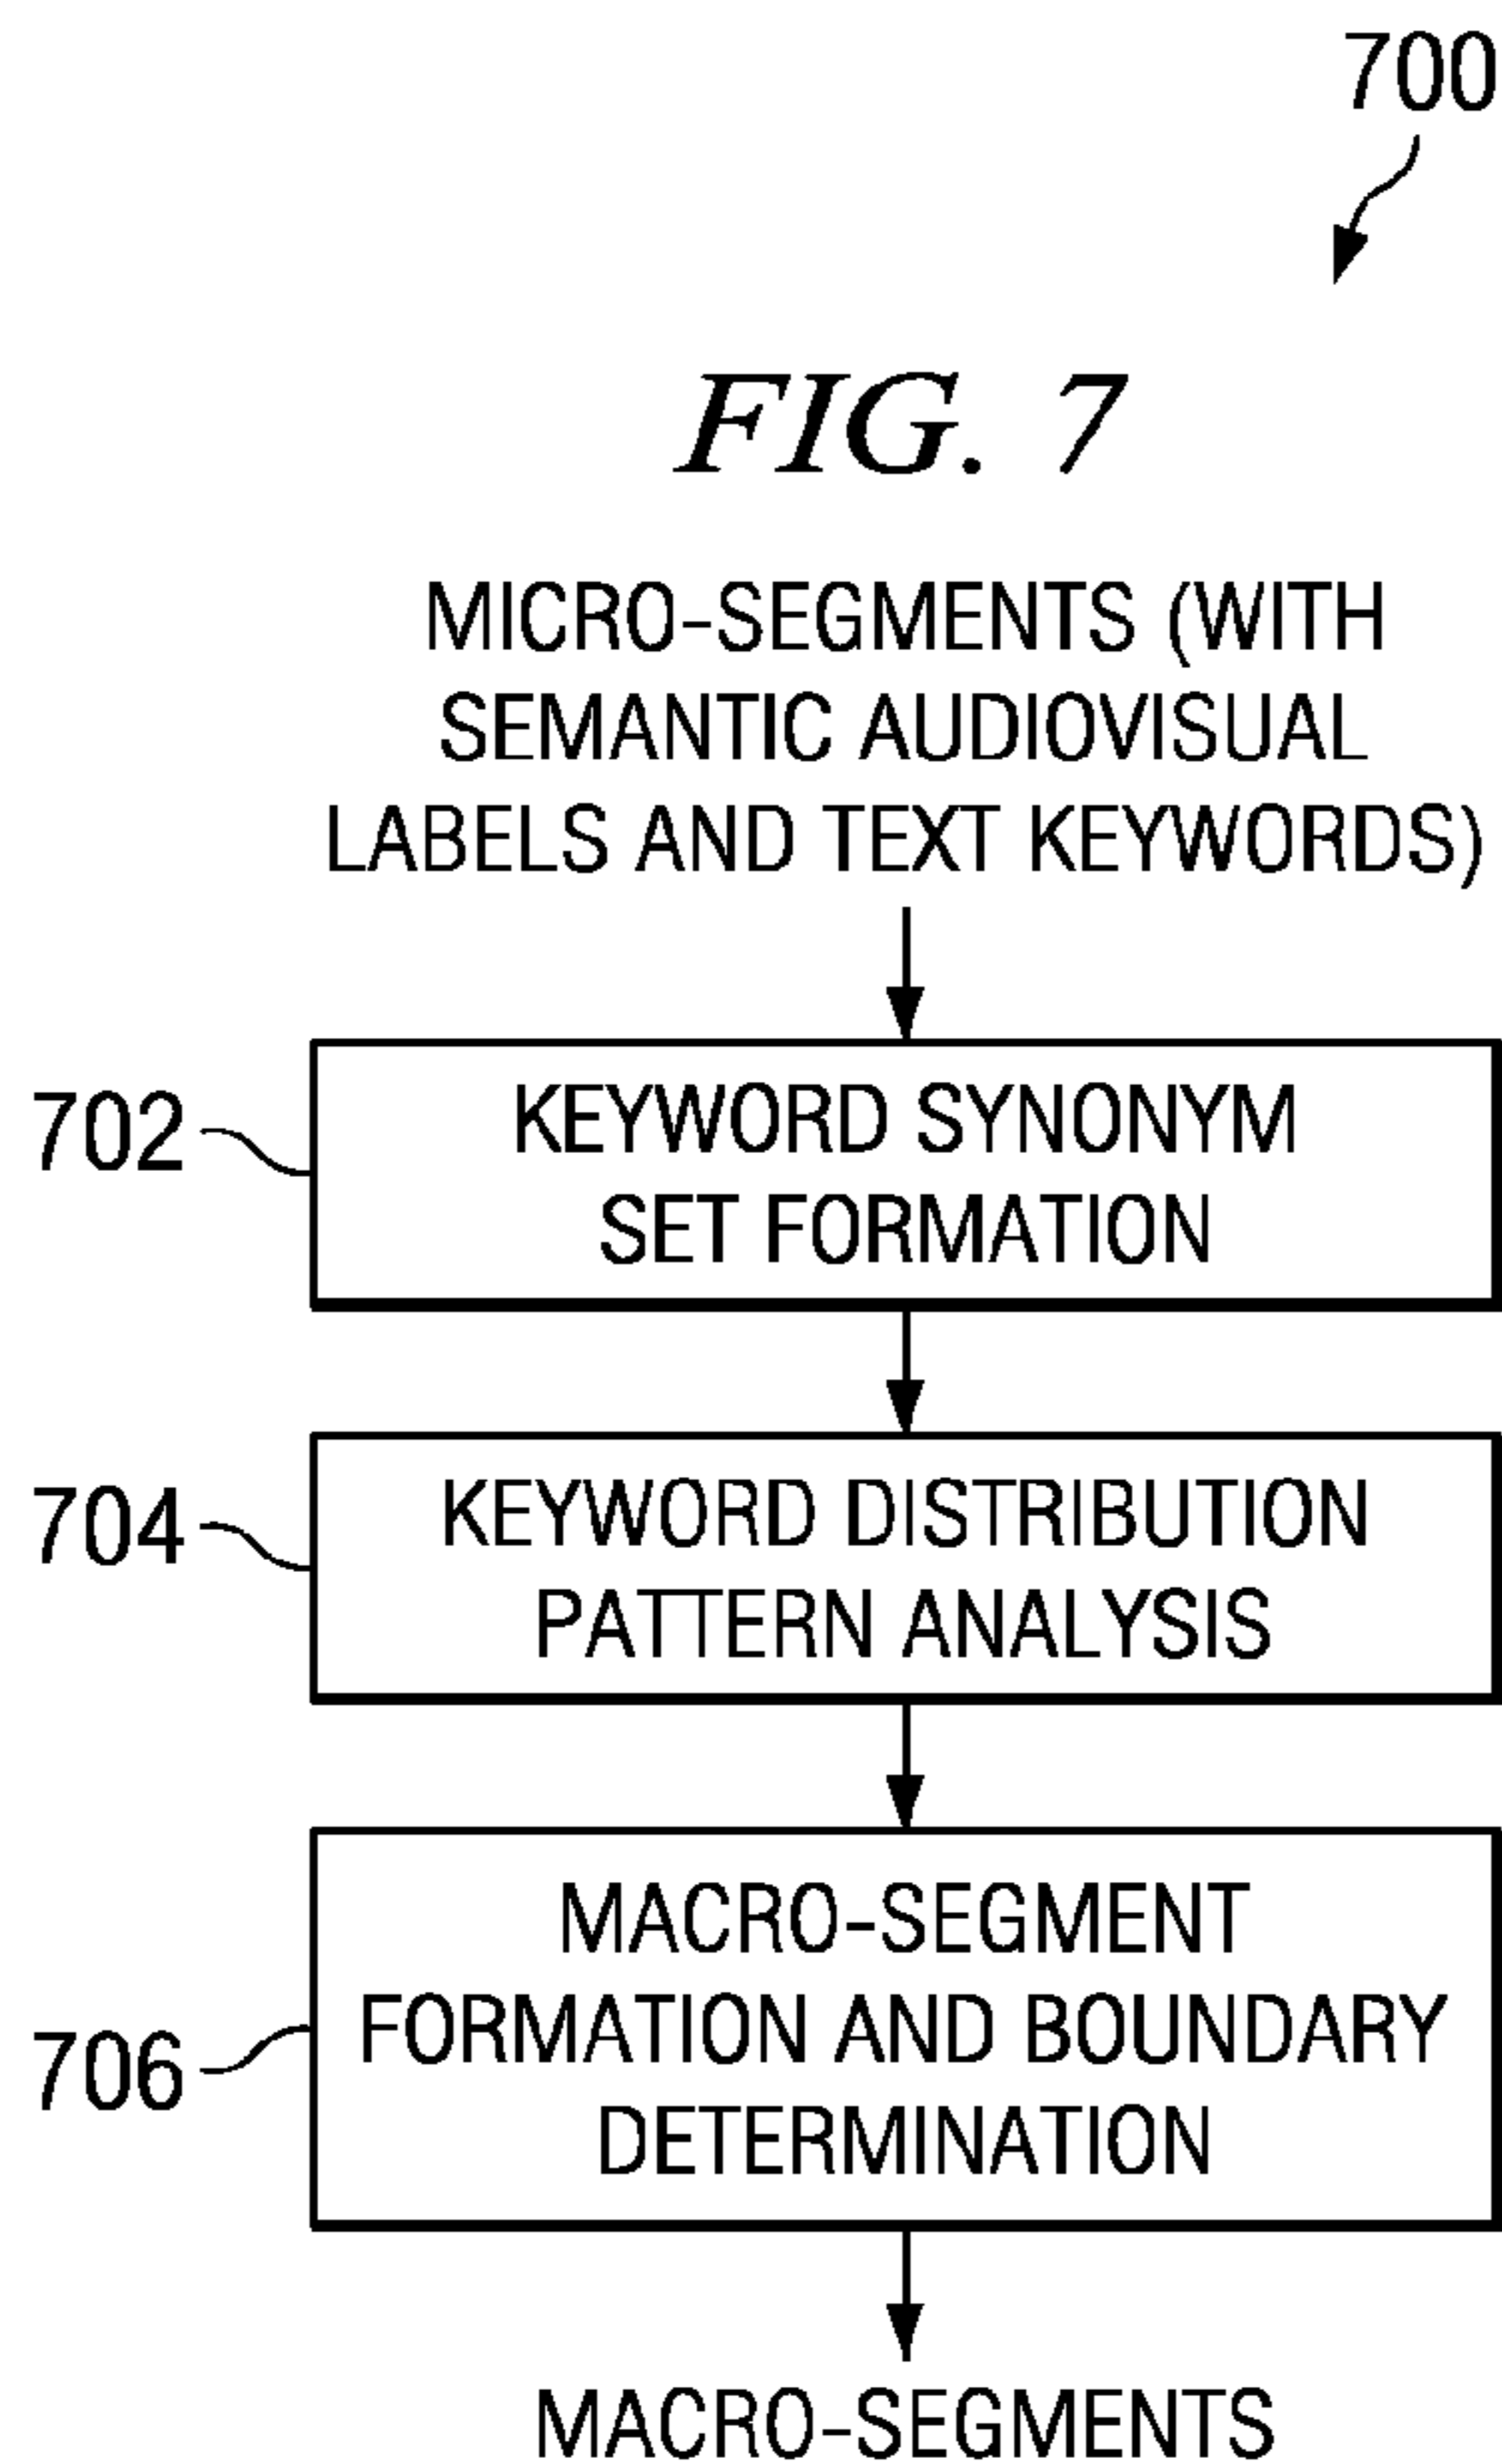 700
FIG. 7
MICRO-SEGMENTS (WITH
SEMANTIC AUDIOVISUAL
LABELS AND TEXT KEYWORDS)
702
KEYWORD SYNONYM
SET FORMATION
704
KEYWORD DISTRIBUTION
PATTERN ANALYSIS
706
MACRO-SEGMENT
FORMATION AND BOUNDARY
DETERMINATION
MACRO-SEGMENTS